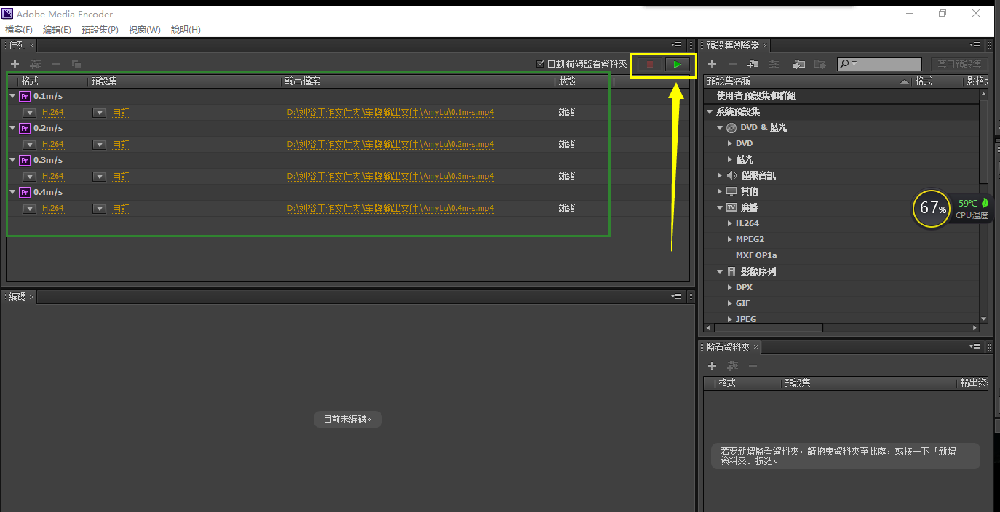 Adobe Media Encoder
檔案(F) 編輯(E) 預設集(P) 視窗(W) 說明(H)
佇列
自動編碼監看資料夾
格式 預設集 輸出檔案 狀態
Pr 0.1m/s
H.264 自訂 D:\刘裕工作文件夹\车牌输出文件\AmyLu\0.1m-s.mp4 就緒
Pr 0.2m/s
H.264 自訂 D:\刘裕工作文件夹\车牌输出文件\AmyLu\0.2m-s.mp4 就緒
Pr 0.3m/s
H.264 自訂 D:\刘裕工作文件夹\车牌输出文件\AmyLu\0.3m-s.mp4 就緒
Pr 0.4m/s
H.264 自訂 D:\刘裕工作文件夹\车牌输出文件\AmyLu\0.4m-s.mp4 就緒
編碼
目前未編碼。
預設集瀏覽器
套用預設集
預設集名稱 格式 影格
使用者預設集和群組
系統預設集
DVD & 藍光
DVD
藍光
僅限音訊
其他
TV 廣播
H.264
MPEG2
MXF OP1a
影像序列
DPX
GIF
JPEG
67%
59℃
CPU温度
監看資料夾
格式 預設集 輸出資
若要新增監看資料夾，請拖曳資料夾至此處，或按一下「新增
資料夾」按鈕。